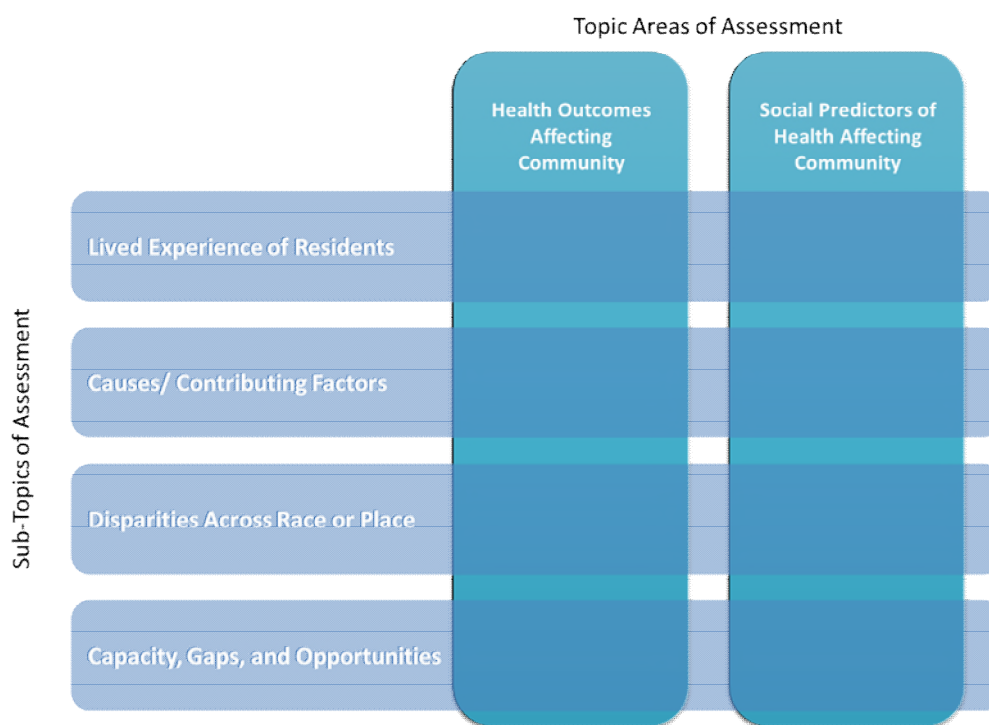 Topic Areas of Assessment
Health Outcomes
Affecting
Community
Social Predictors of
Health Affecting
Community
Sub-Topics of Assessment
Lived Experience of Residents
Causes/ Contributing Factors
Disparities Across Race or Place
Capacity, Gaps, and Opportunities